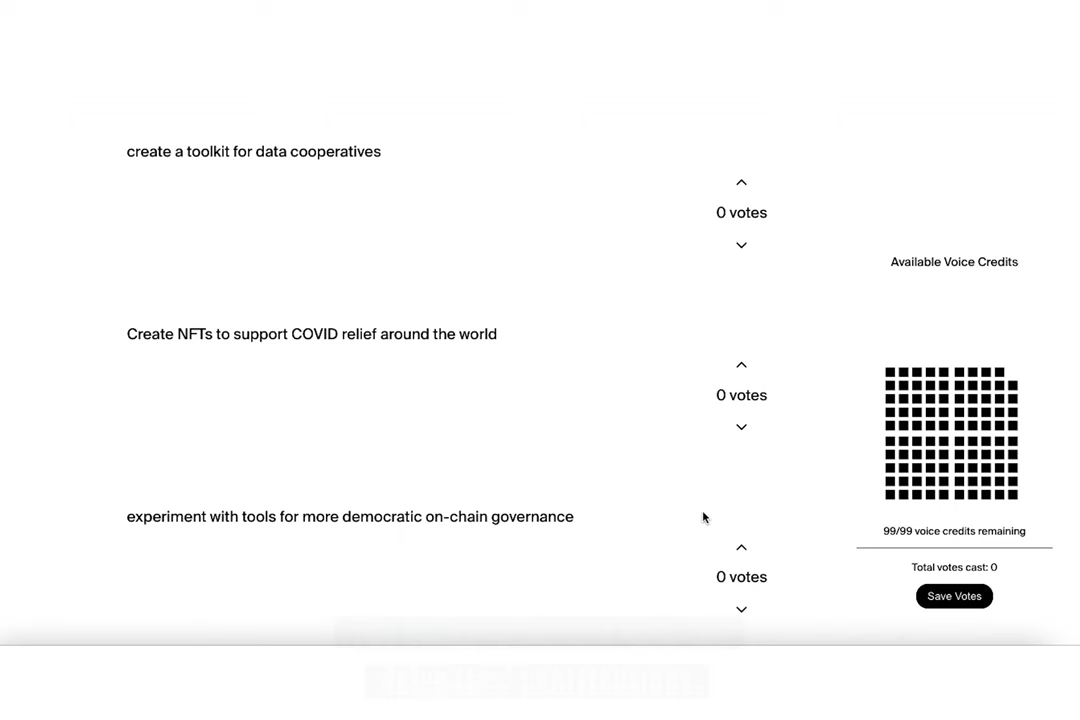 create a toolkit for data cooperatives
0 votes
Available Voice Credits
Create NFTs to support COVID relief around the world
0 votes
experiment with tools for more democratic on-chain governance
0 votes
99/99 voice credits remaining
Total votes cast: 0
Save Votes